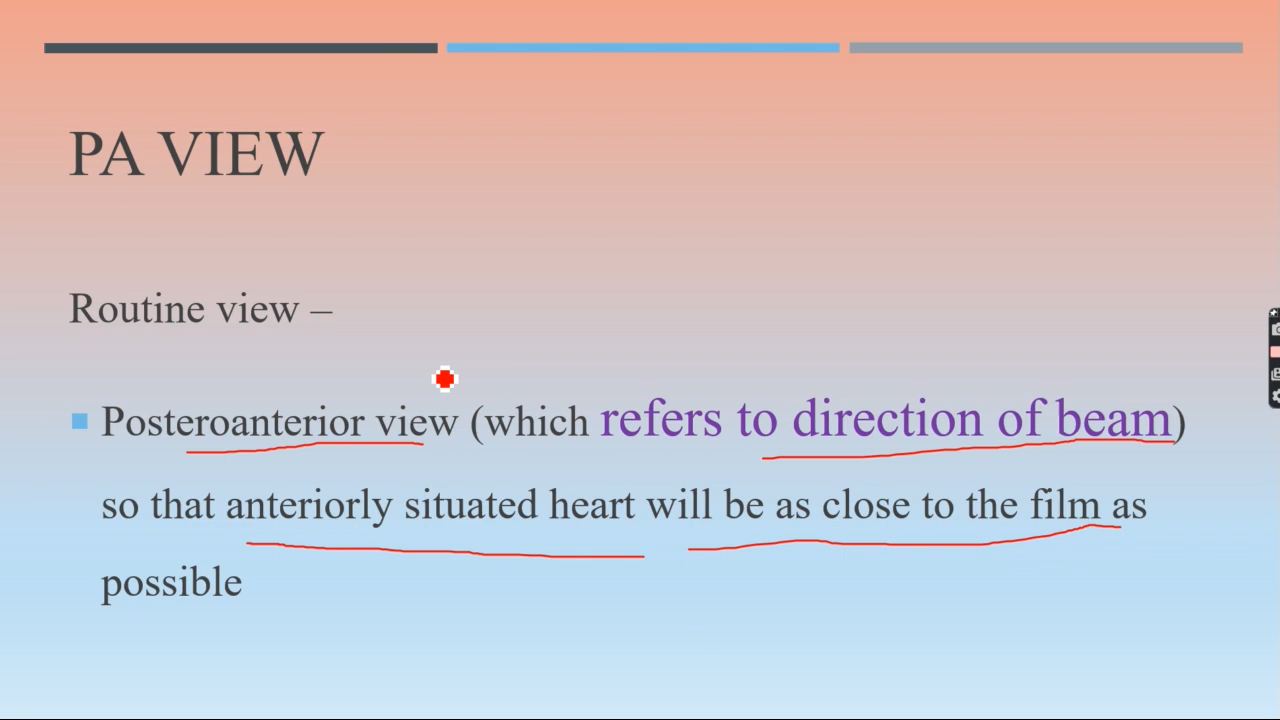 PA VIEW
Routine view –
Posteroanterior view (which refers to direction of beam)
so that anteriorly situated heart will be as close to the film as
possible